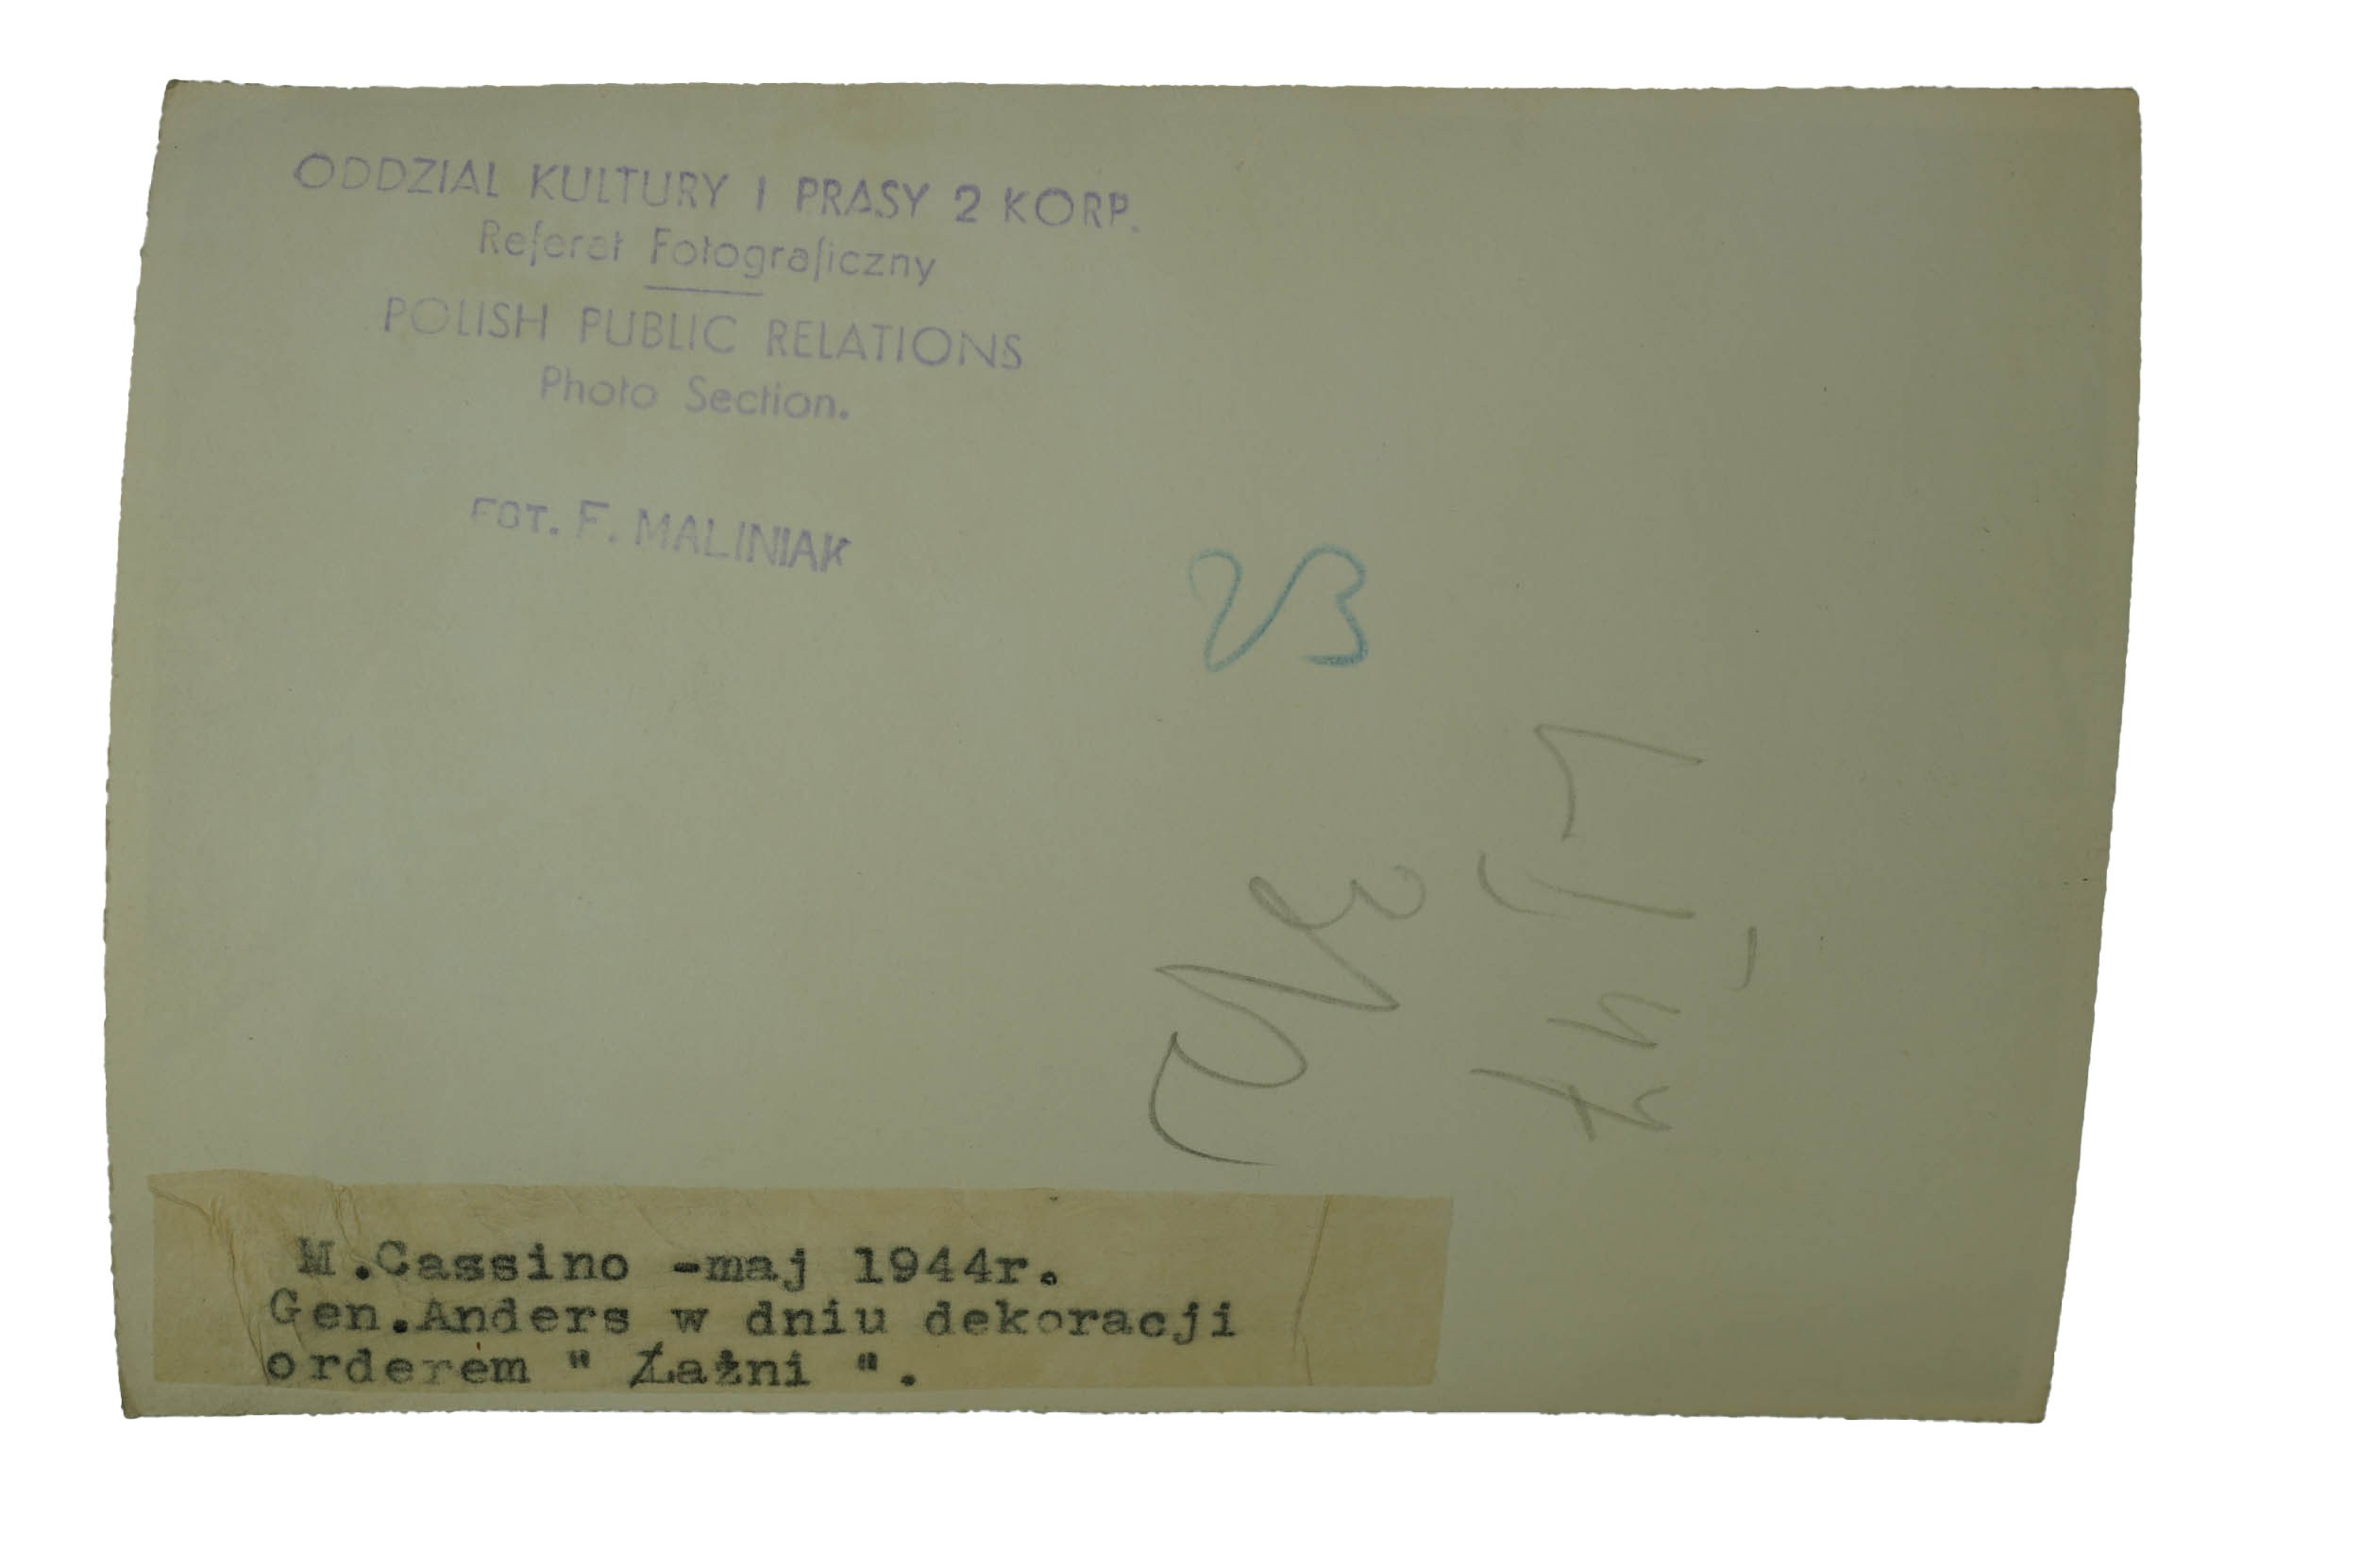 ODDZIAL KULTURY I PRASY 2 KORP.
Referat Fotograficzny
POLISH PUBLIC RELATIONS
Photo Section.
FOT. F. MALINIAK
M.Cassino -maj 1944r.
Gen.Anders w dniu dekoracji
orderem " Łaźni ".